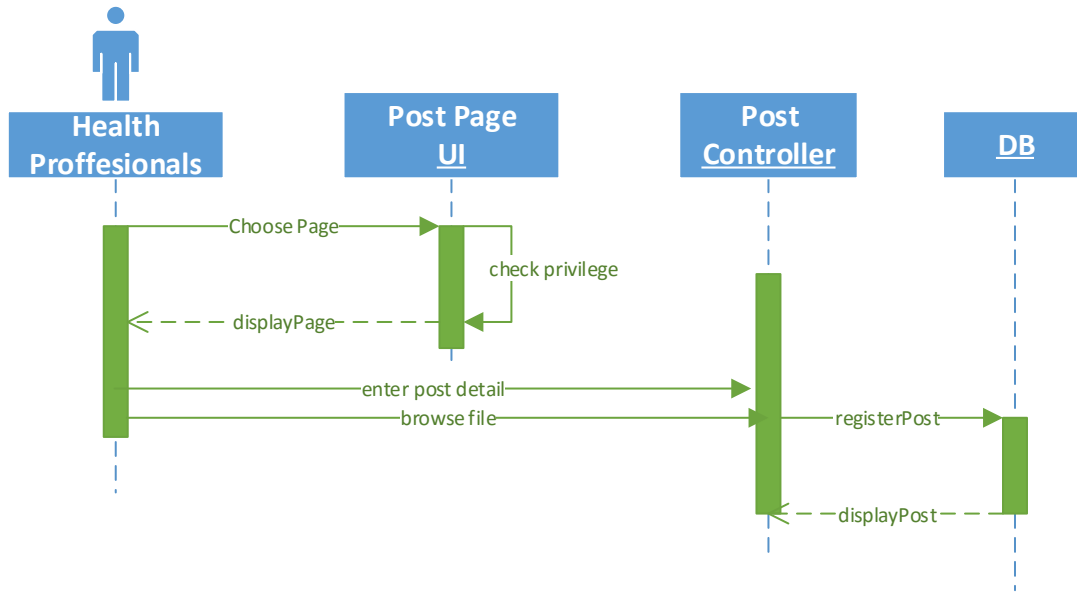 Health
Proffesionals
Post Page
UI
Post
Controller
DB
Choose Page
check privilege
displayPage
enter post detail
browse file
registerPost
displayPost